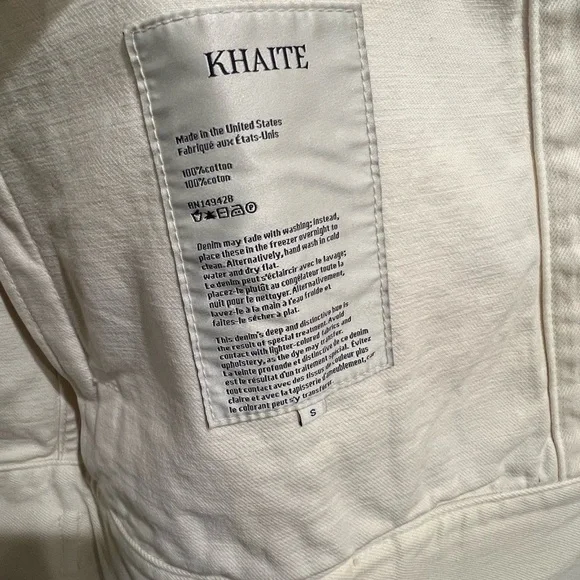 KHAITE
Made in the United States
Fabriqué aux États-Unis
100%cotton
100%coton
RN149428
Denim may fade with washing; instead,
place these in the freezer overnight to
clean. Alternatively, hand wash in cold
water and dry flat.
Le denim peut s'éclaircir avec le lavage;
placez-le plutôt au congélateur toute la
nuit pour le nettoyer. Alternativement,
lavez-le à la main à l'eau froide et
faites-le sécher à plat.
This denim's deep and distinctive hue is
the result of special treatment. Avoid
contact with lighter-colored fabrics and
upholstery, as the dye may transfer.
La teinte profonde et distinctive de ce denim
est le résultat d'un traitement spécial. Évitez
tout contact avec des tissus de couleur plus
claire et avec la tapisserie d'ameublement, car
le colorant peut s'y transférer.
S